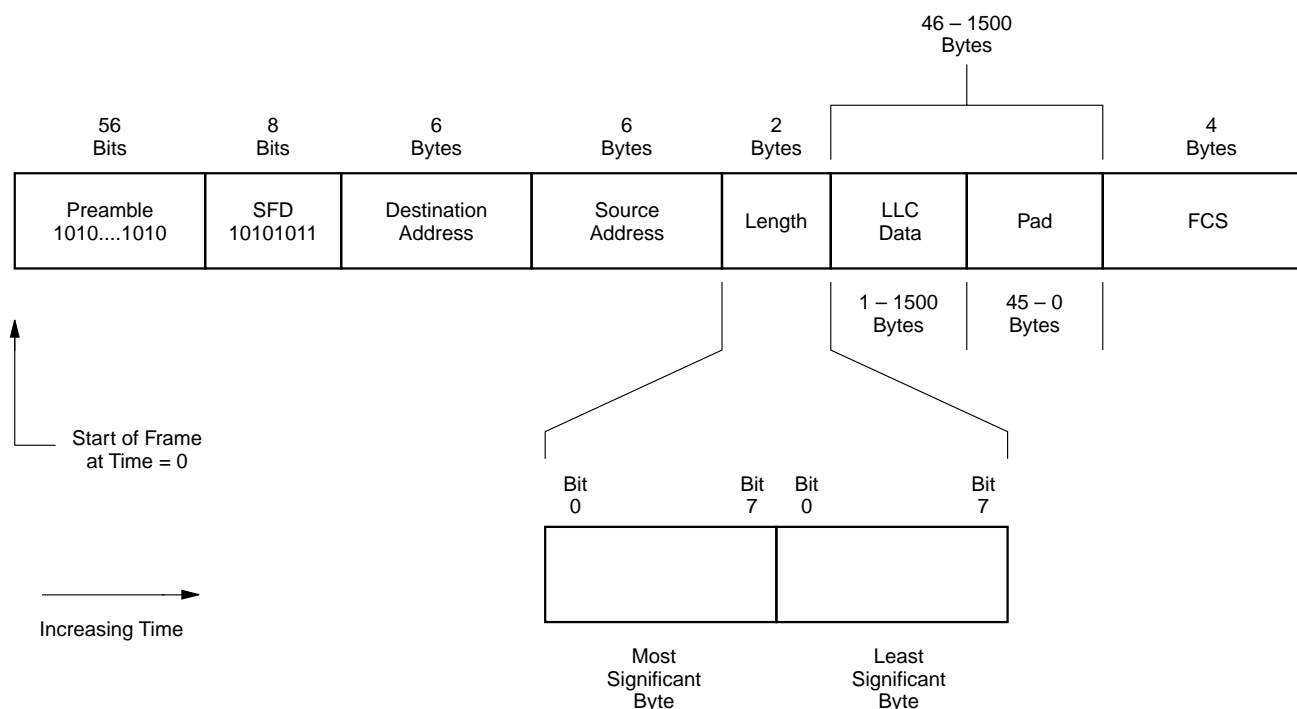 46 – 1500
Bytes
56
Bits
8
Bits
6
Bytes
6
Bytes
2
Bytes
4
Bytes
Preamble
1010....1010
SFD
10101011
Destination
Address
Source
Address
Length
LLC
Data
Pad
FCS
1 – 1500
Bytes
45 – 0
Bytes
Start of Frame
at Time = 0
Bit
0
Bit
7
Bit
0
Bit
7
Increasing Time
Most
Significant
Byte
Least
Significant
Byte